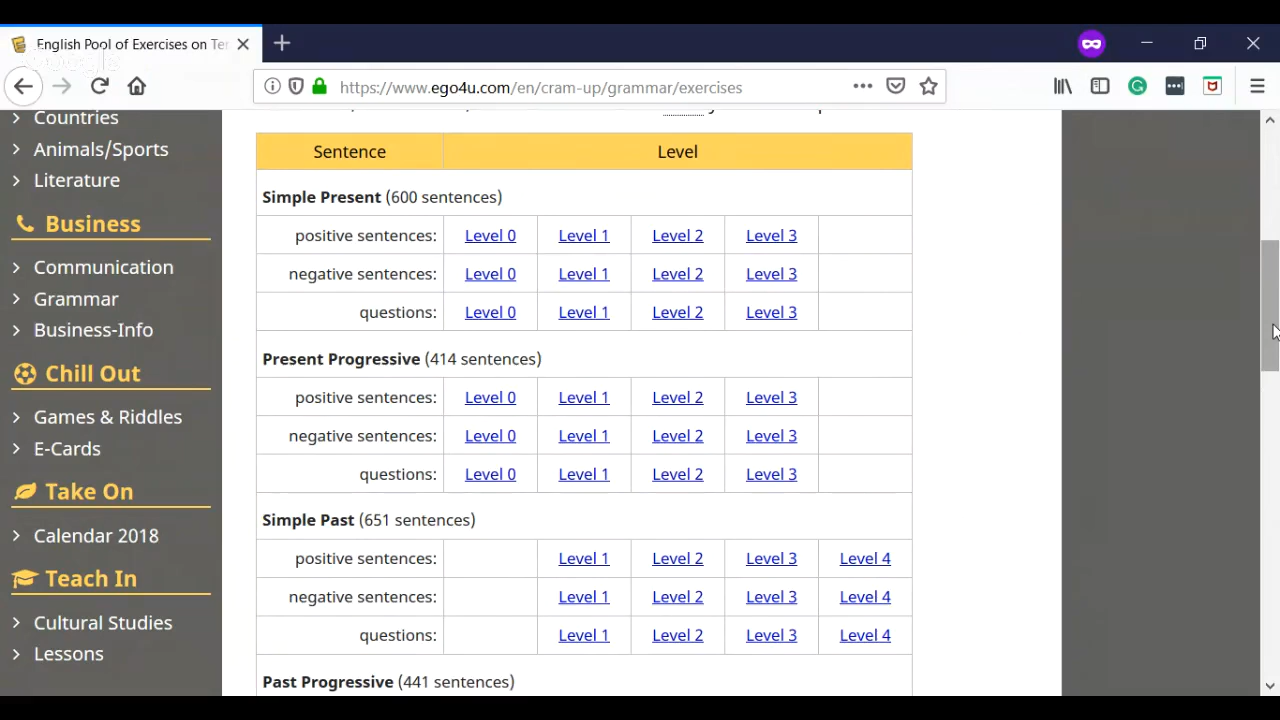 English Pool of Exercises on Ter
https://www.ego4u.com/en/cram-up/grammar/exercises
Countries
Animals/Sports
Literature
Business
Communication
Grammar
Business-Info
Chill Out
Games & Riddles
E-Cards
Take On
Calendar 2018
Teach In
Cultural Studies
Lessons
Sentence Level
Simple Present (600 sentences)
positive sentences: Level 0 Level 1 Level 2 Level 3
negative sentences: Level 0 Level 1 Level 2 Level 3
questions: Level 0 Level 1 Level 2 Level 3
Present Progressive (414 sentences)
positive sentences: Level 0 Level 1 Level 2 Level 3
negative sentences: Level 0 Level 1 Level 2 Level 3
questions: Level 0 Level 1 Level 2 Level 3
Simple Past (651 sentences)
positive sentences: Level 1 Level 2 Level 3 Level 4
negative sentences: Level 1 Level 2 Level 3 Level 4
questions: Level 1 Level 2 Level 3 Level 4
Past Progressive (441 sentences)